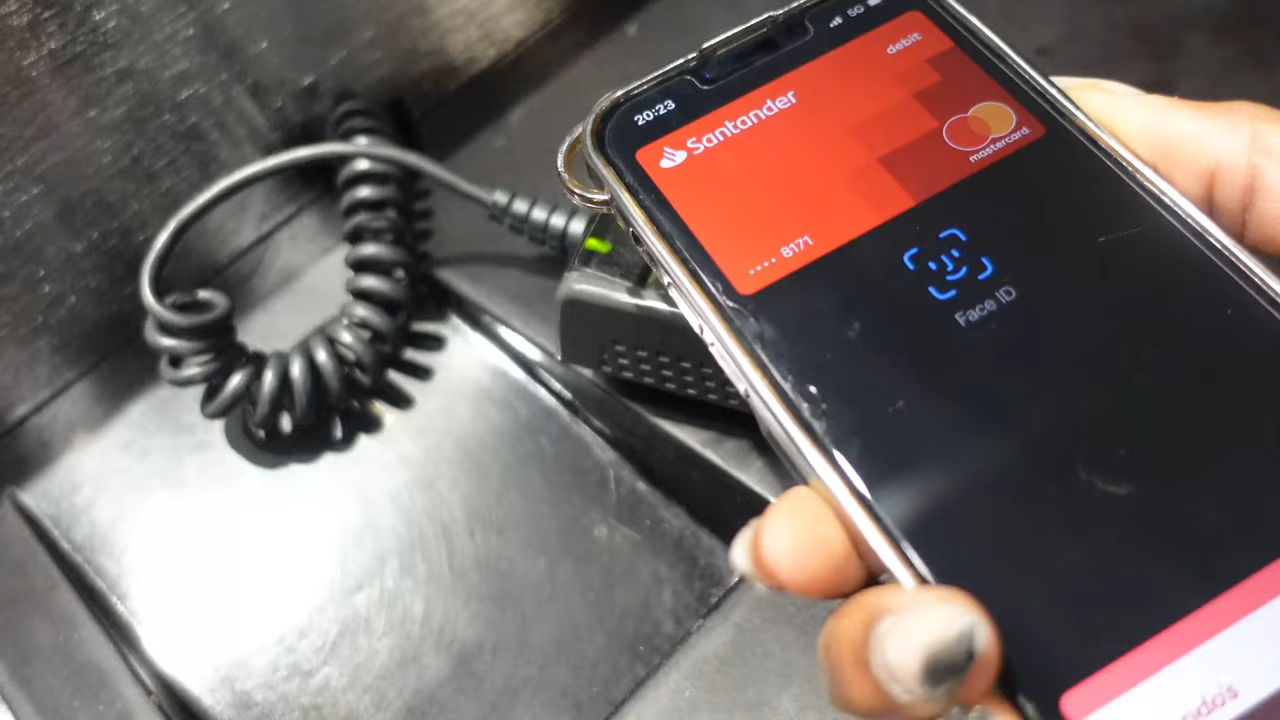 20:23
5G
Santander
debit
mastercard.
.... 8171
Face ID